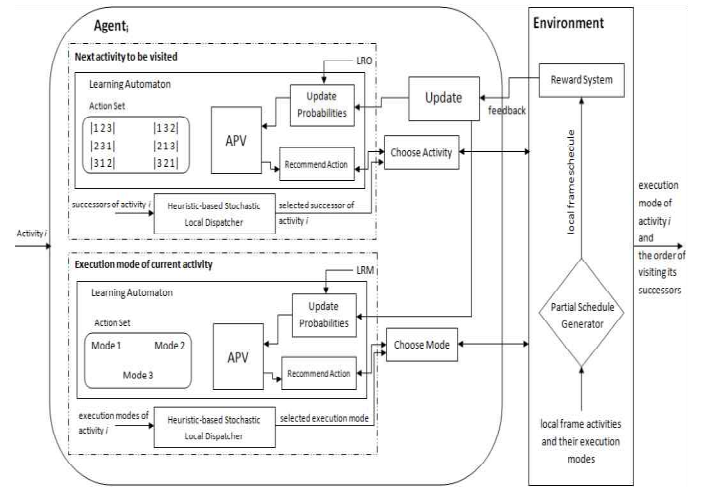 Agentᵢ
Environment
Next activity to be visited
LRO
Learning Automaton
Action Set
|1 2 3| |1 3 2|
|2 3 1| |2 1 3|
|3 1 2| |3 2 1|
APV
Update
Probabilities
Recommend Action
Update
feedback
Reward System
Choose Activity
successors of activity i
Heuristic-based Stochastic
Local Dispatcher
selected successor of
activity i
Activity i
local frame schecule
execution
mode of
activity i
and
the order of
visiting its
successors
Execution mode of current activity
LRM
Learning Automaton
Action Set
Mode 1 Mode 2
Mode 3
APV
Update
Probabilities
Recommend Action
Choose Mode
Partial Schedule
Generator
execution modes of
activity i
Heuristic-based Stochastic
Local Dispatcher
selected execution mode
local frame activities
and their execution
modes